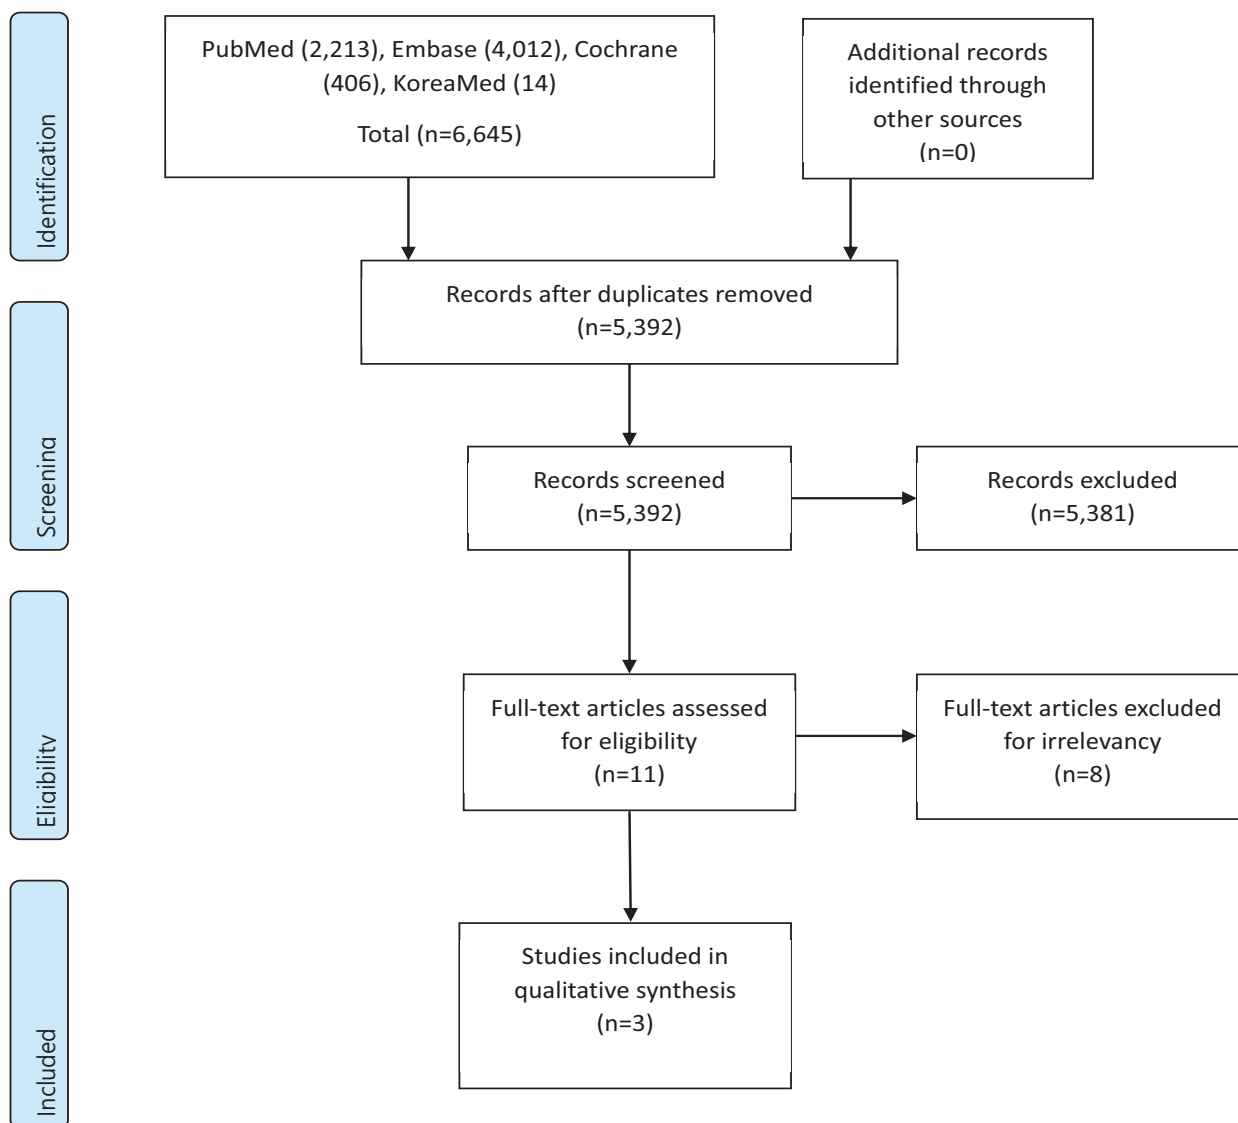 Identification
PubMed (2,213), Embase (4,012), Cochrane
(406), KoreaMed (14)
Total (n=6,645)
Additional records
identified through
other sources
(n=0)
Records after duplicates removed
(n=5,392)
Screening
Records screened
(n=5,392)
Records excluded
(n=5,381)
Eligibility
Full-text articles assessed
for eligibility
(n=11)
Full-text articles excluded
for irrelevancy
(n=8)
Included
Studies included in
qualitative synthesis
(n=3)